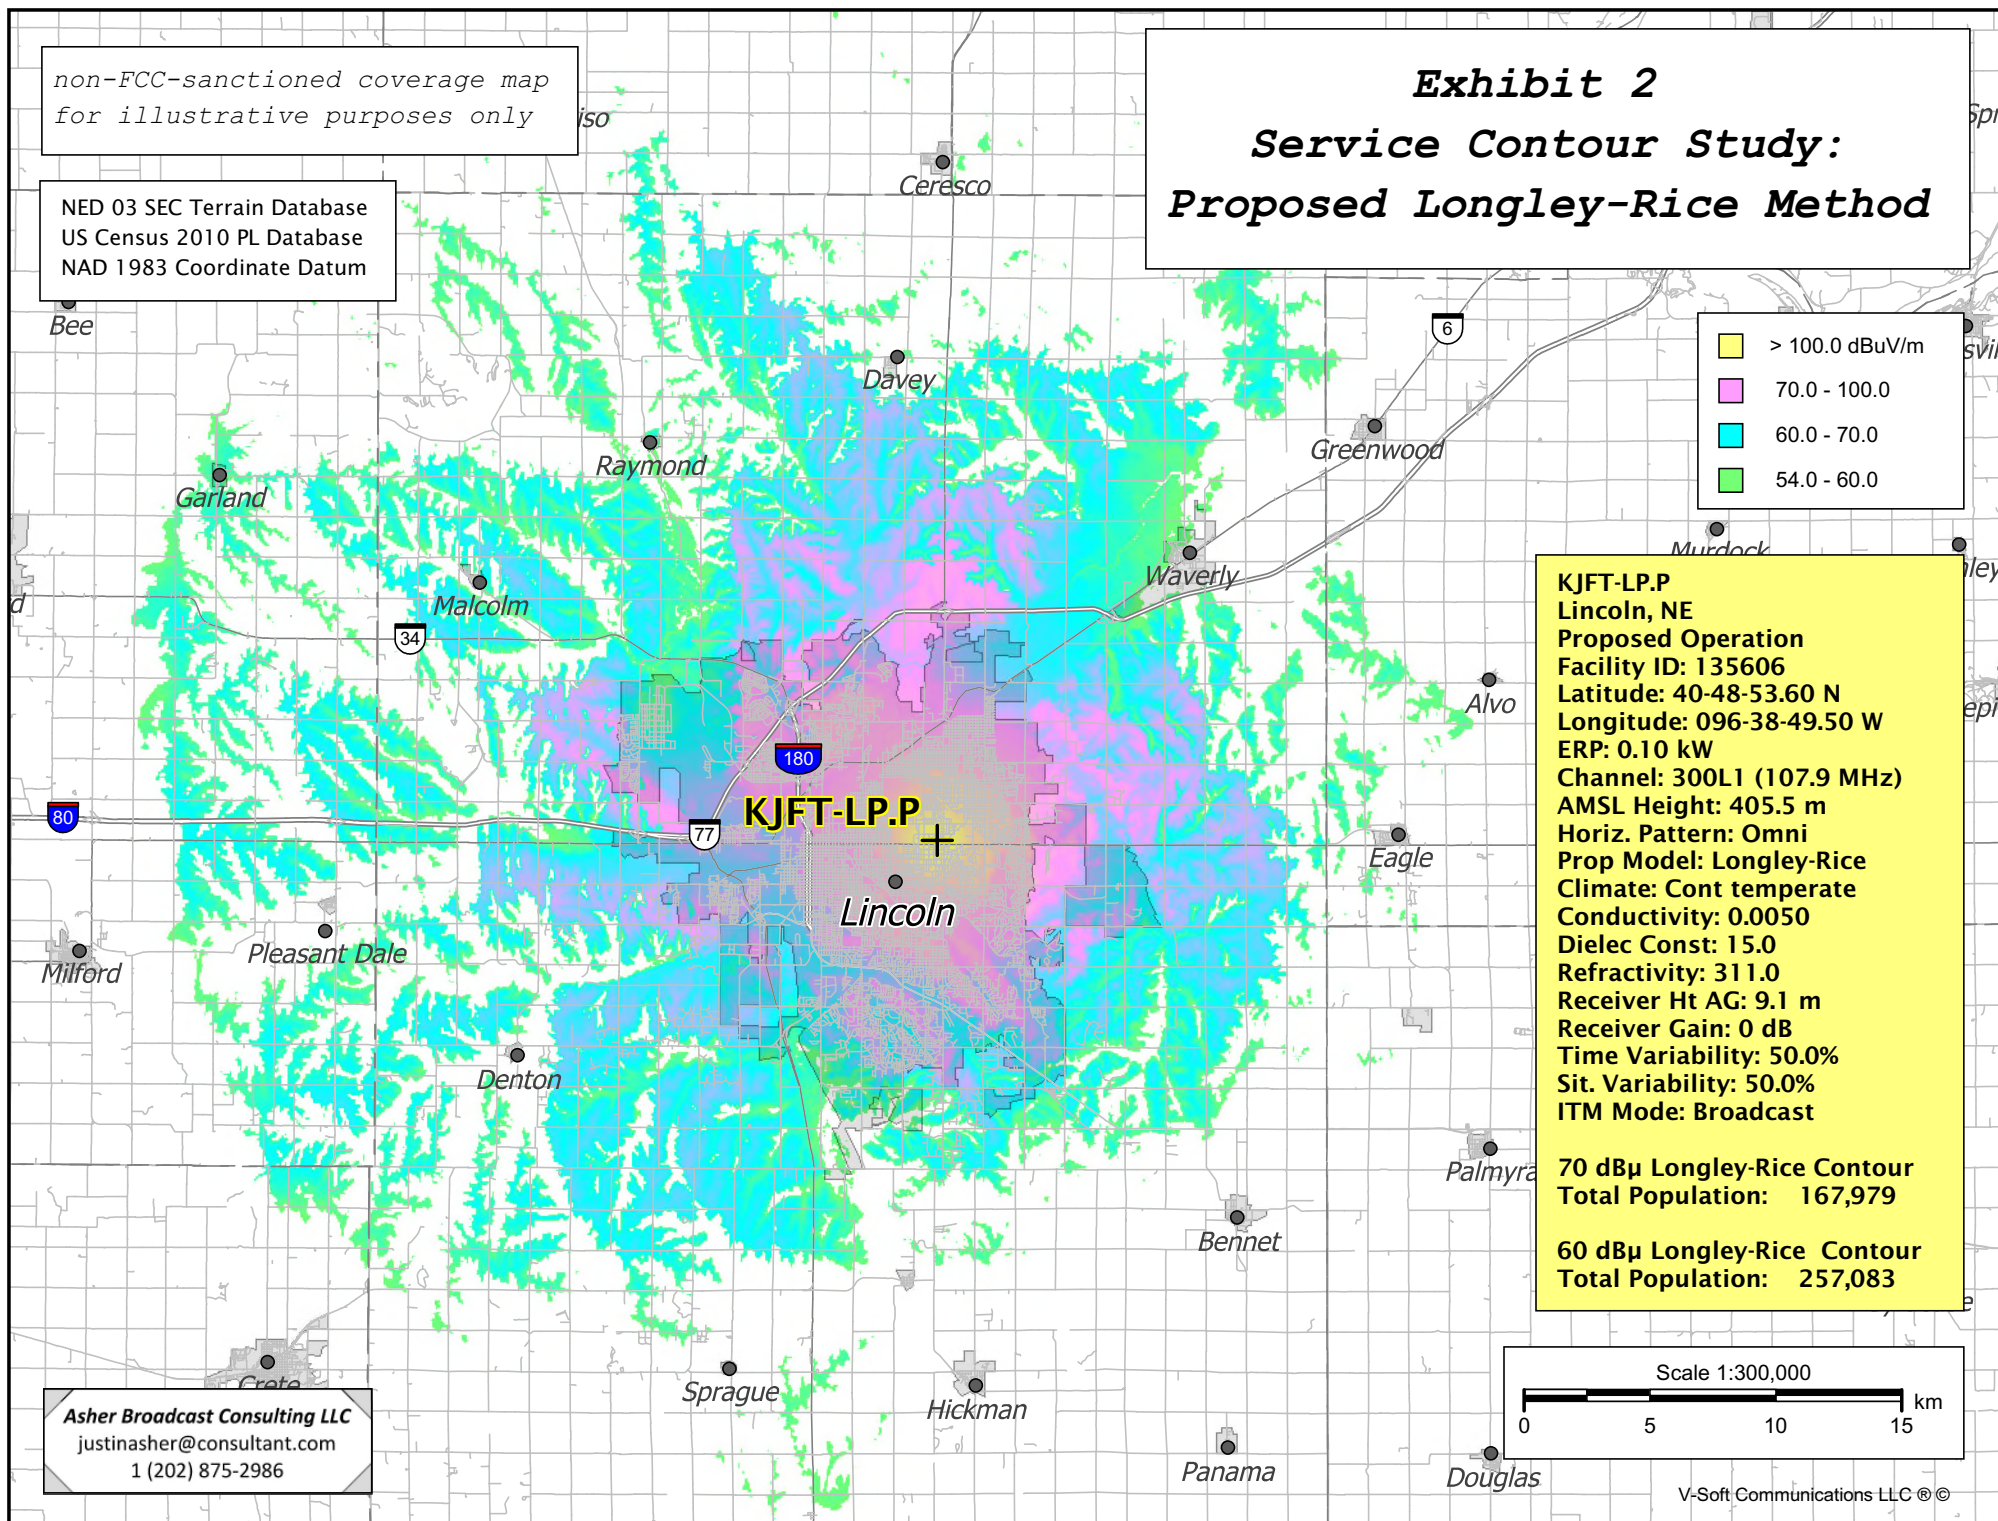 non-FCC-sanctioned coverage map
for illustrative purposes only
Exhibit 2
Service Contour Study:
Proposed Longley-Rice Method
NED 03 SEC Terrain Database
US Census 2010 PL Database
NAD 1983 Coordinate Datum
Ceresco
Bee
6
> 100.0 dBuV/m
70.0 - 100.0
60.0 - 70.0
54.0 - 60.0
Davey
Raymond
Greenwood
Garland
Murdock
Waverly
Malcolm
34
KJFT-LP.P
Lincoln, NE
Proposed Operation
Facility ID: 135606
Latitude: 40-48-53.60 N
Longitude: 096-38-49.50 W
ERP: 0.10 kW
Channel: 300L1 (107.9 MHz)
AMSL Height: 405.5 m
Horiz. Pattern: Omni
Prop Model: Longley-Rice
Climate: Cont temperate
Conductivity: 0.0050
Dielec Const: 15.0
Refractivity: 311.0
Receiver Ht AG: 9.1 m
Receiver Gain: 0 dB
Time Variability: 50.0%
Sit. Variability: 50.0%
ITM Mode: Broadcast
70 dBµ Longley-Rice Contour
Total Population: 167,979
60 dBµ Longley-Rice Contour
Total Population: 257,083
Alvo
180
80
77
KJFT-LP.P
Eagle
Lincoln
Pleasant Dale
Milford
Denton
Palmyra
Bennet
Crete
Sprague
Hickman
Panama
Douglas
Asher Broadcast Consulting LLC
justinasher@consultant.com
1 (202) 875-2986
Scale 1:300,000
km
0 5 10 15
V-Soft Communications LLC ® ©